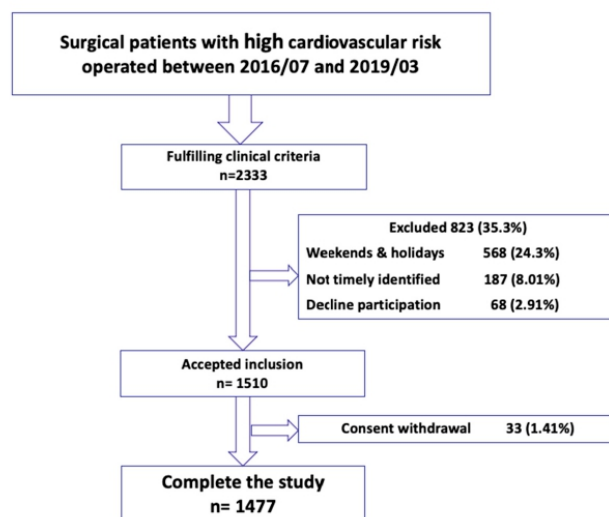 Surgical patients with high cardiovascular risk
operated between 2016/07 and 2019/03
Fulfilling clinical criteria
n=2333
Excluded 823 (35.3%)
Weekends & holidays 568 (24.3%)
Not timely identified 187 (8.01%)
Decline participation 68 (2.91%)
Accepted inclusion
n= 1510
Consent withdrawal 33 (1.41%)
Complete the study
n= 1477